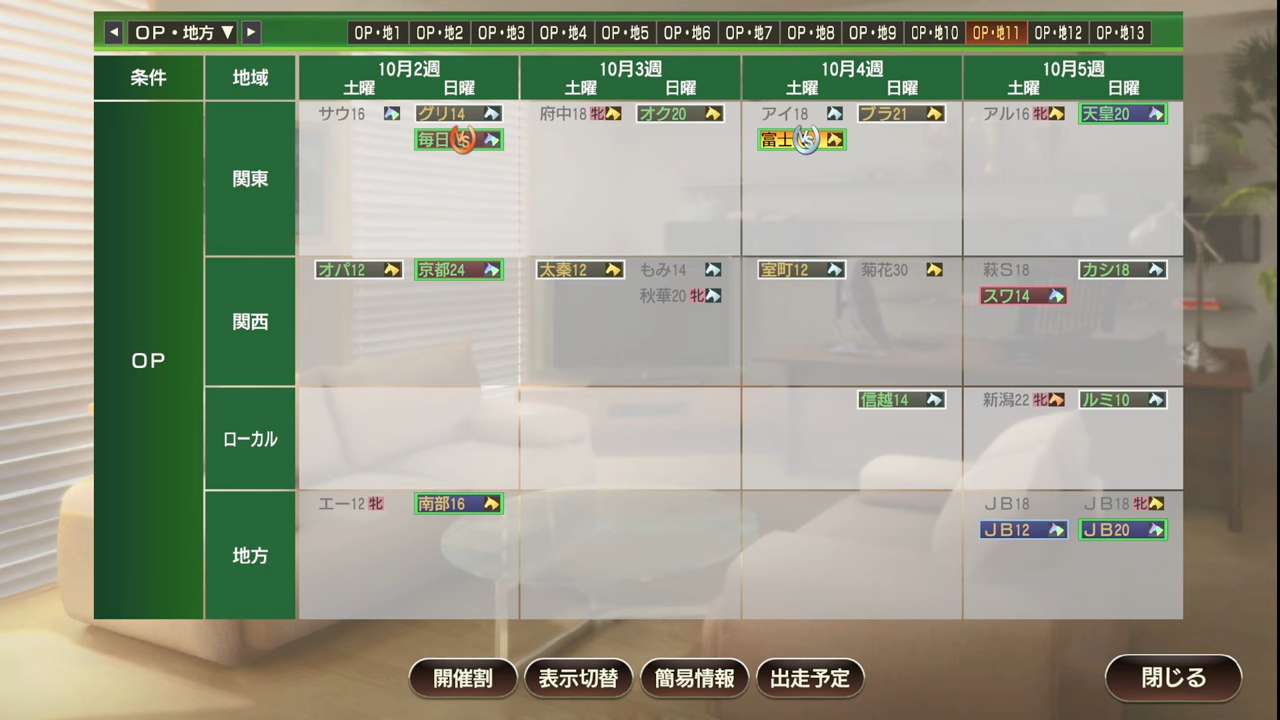 ◀ OP・地方▼ ▶ OP・地1 OP・地2 OP・地3 OP・地4 OP・地5 OP・地6 OP・地7 OP・地8 OP・地9 OP・地10 OP・地11 OP・地12 OP・地13
条件 地域 10月2週 10月3週 10月4週 10月5週
土曜 日曜 土曜 日曜 土曜 日曜 土曜 日曜
OP
関東
サウ16 グリ14 府中18 牝 オク20 アイ18 ブラ21 アル16 牝 天皇20
毎日 VS 富士 VS
関西
オパ12 京都24 太秦12 もみ14 室町12 菊花30 萩S18 カシ18
秋華20 牝 スワ14
ローカル
信越14 新潟22 牝 ルミ10
地方
エー12 牝 南部16 JB18 JB18 牝
JB12 JB20
開催割 表示切替 簡易情報 出走予定 閉じる